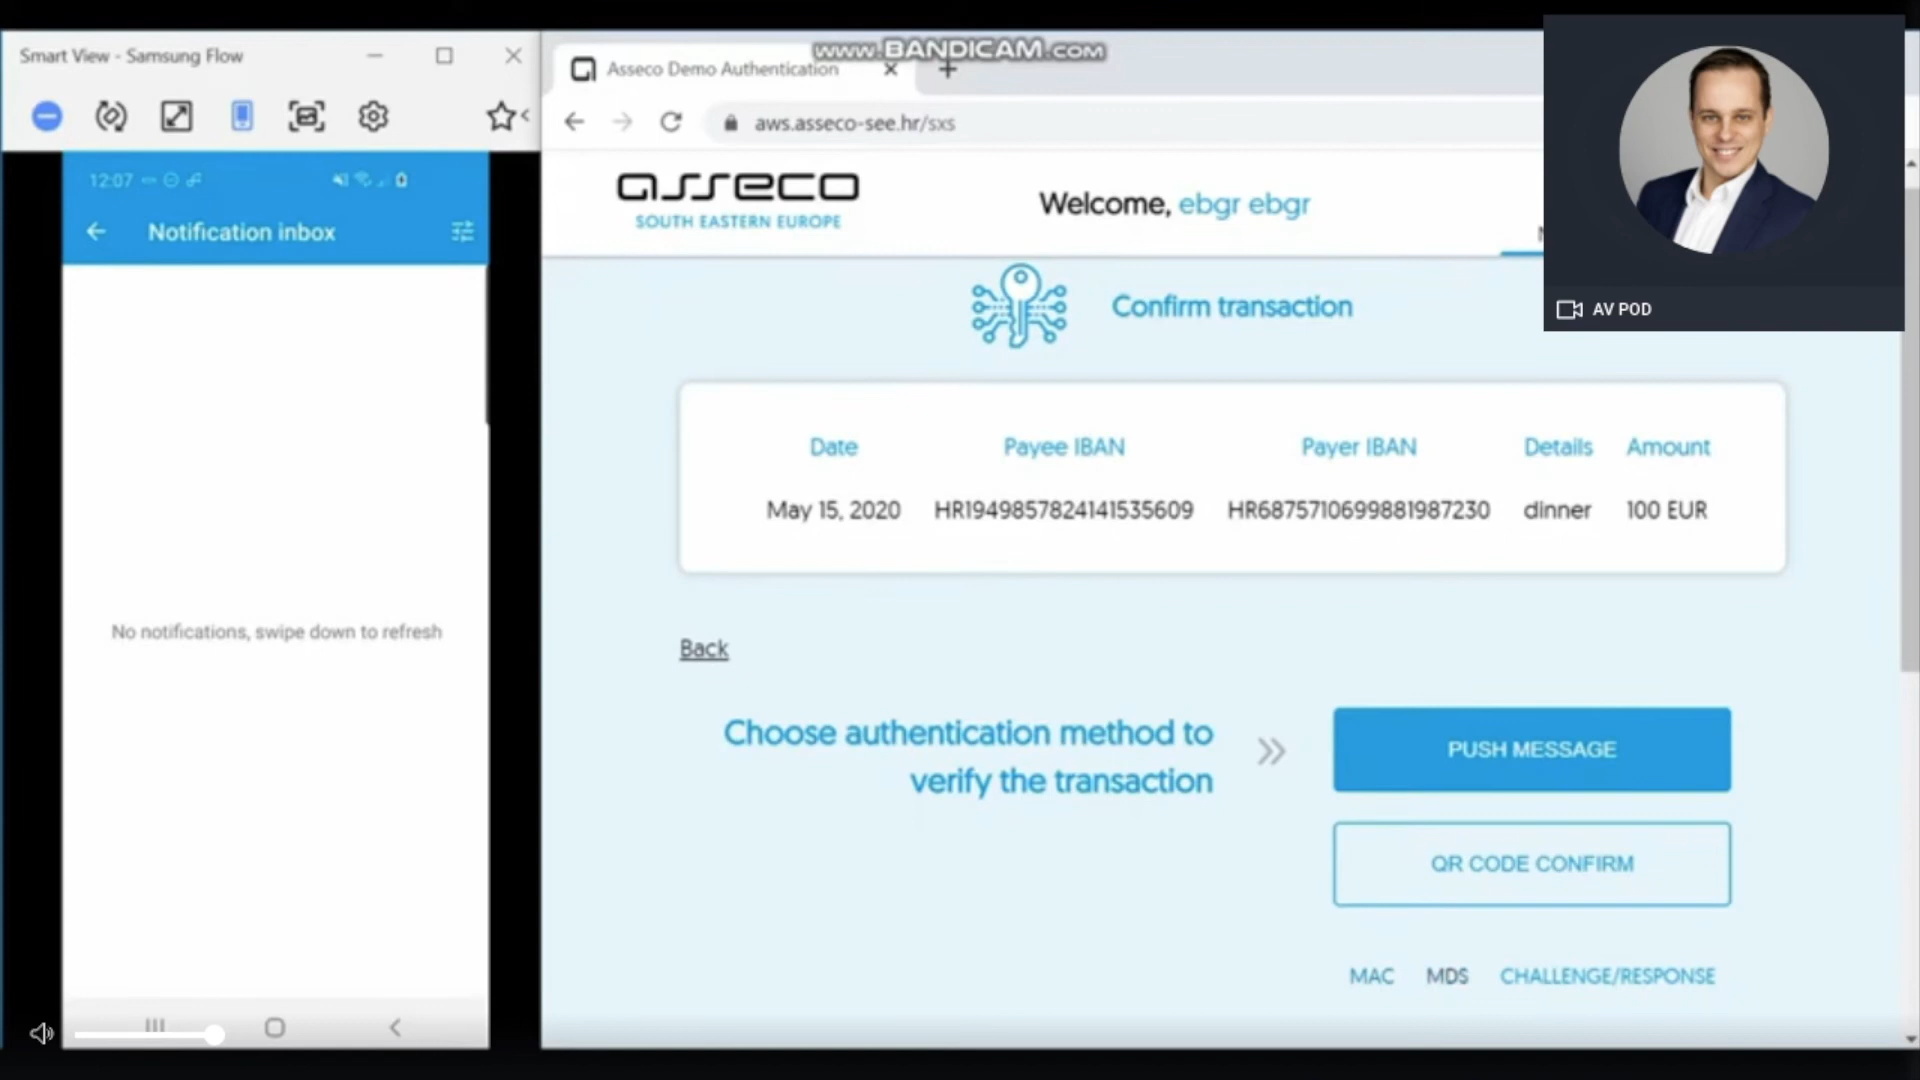 Smart View - Samsung Flow
12:07
Notification inbox
No notifications, swipe down to refresh
www.BANDICAM.com
Asseco Demo Authentication
aws.asseco-see.hr/sxs
asseco
SOUTH EASTERN EUROPE
Welcome, ebgr ebgr
AV POD
Confirm transaction
Date Payee IBAN Payer IBAN Details Amount
May 15, 2020 HR1949857824141535609 HR6875710699881987230 dinner 100 EUR
Back
Choose authentication method to
verify the transaction
PUSH MESSAGE
QR CODE CONFIRM
MAC MDS CHALLENGE/RESPONSE